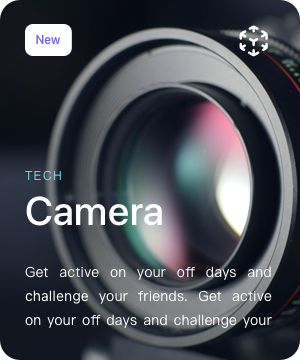 New
TECH
Camera
Get active on your off days and
challenge your friends. Get active
on your off days and challenge your